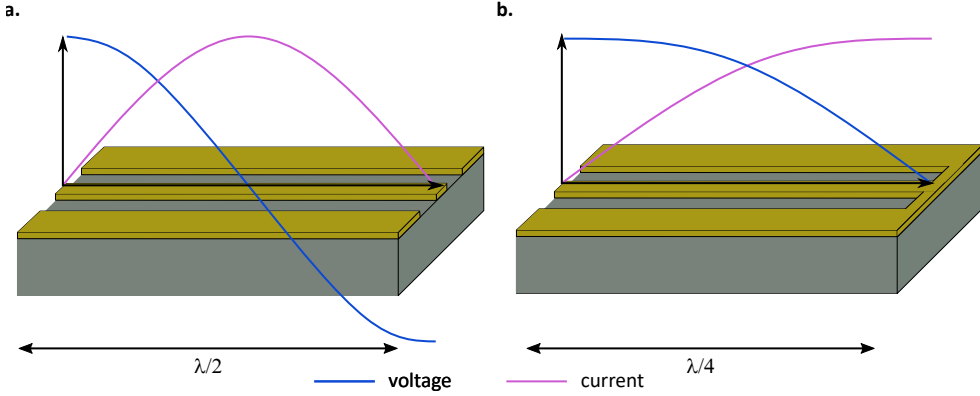 a.
b.
λ/2
λ/4
voltage
current